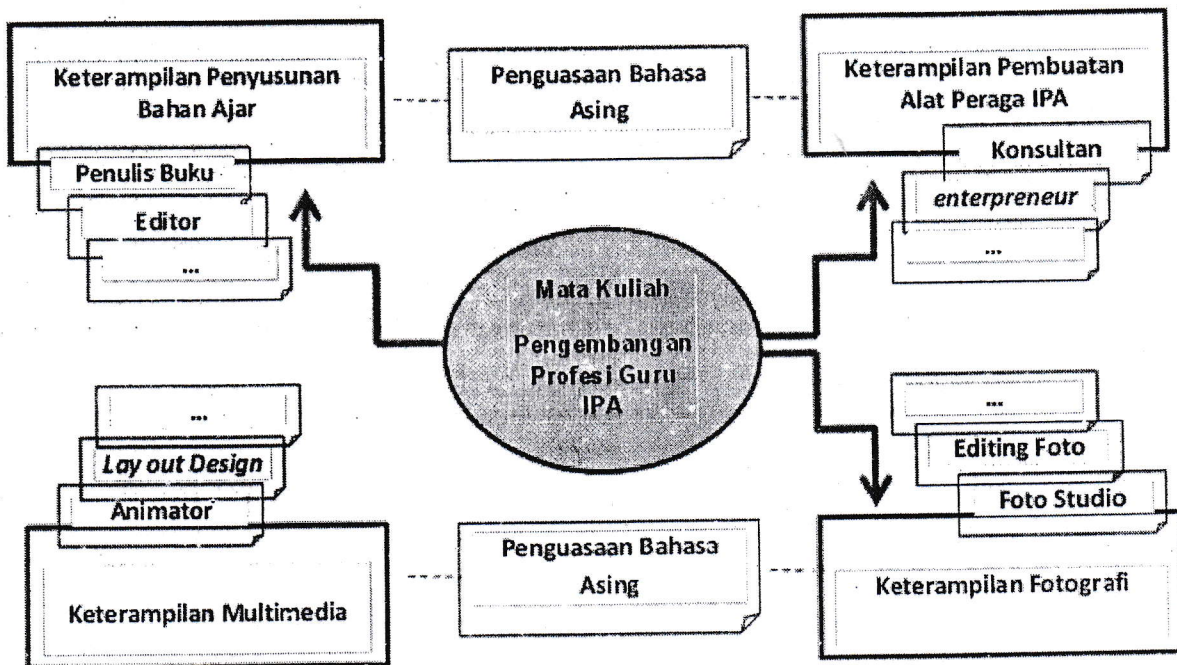 Keterampilan Penyusunan
Bahan Ajar
Penguasaan Bahasa
Asing
Keterampilan Pembuatan
Alat Peraga IPA
Penulis Buku
Editor
...
Konsultan
enterpreneur
...
Mata Kuliah
Pengembangan
Profesi Guru
IPA
...
Lay out Design
Animator
Keterampilan Multimedia
Penguasaan Bahasa
Asing
...
Editing Foto
Foto Studio
Keterampilan Fotografi